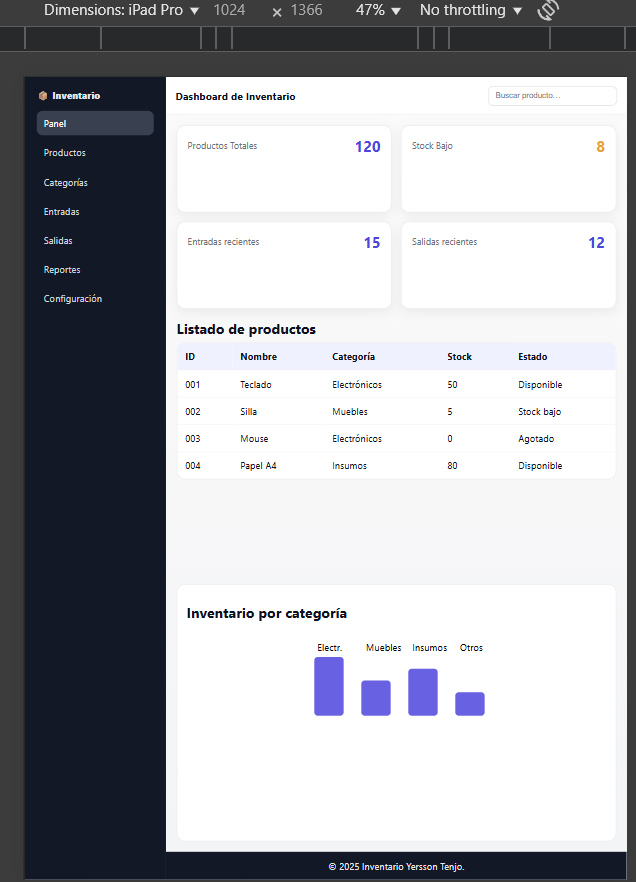 Dimensions: iPad Pro ▼ 1024 × 1366 47% ▼ No throttling ▼
Inventario
Dashboard de Inventario
Buscar producto...
Panel
Productos
Categorías
Entradas
Salidas
Reportes
Configuración
Productos Totales 120
Stock Bajo 8
Entradas recientes 15
Salidas recientes 12
Listado de productos
ID Nombre Categoría Stock Estado
001 Teclado Electrónicos 50 Disponible
002 Silla Muebles 5 Stock bajo
003 Mouse Electrónicos 0 Agotado
004 Papel A4 Insumos 80 Disponible
Inventario por categoría
Electr. Muebles Insumos Otros
© 2025 Inventario Yersson Tenjo.